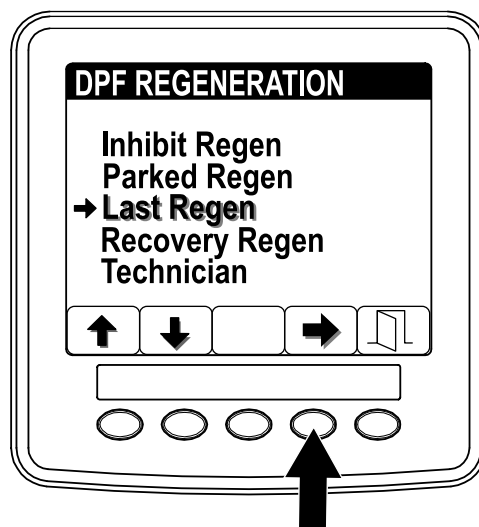 DPF REGENERATION
Inhibit Regen
Parked Regen
Last Regen
Recovery Regen
Technician